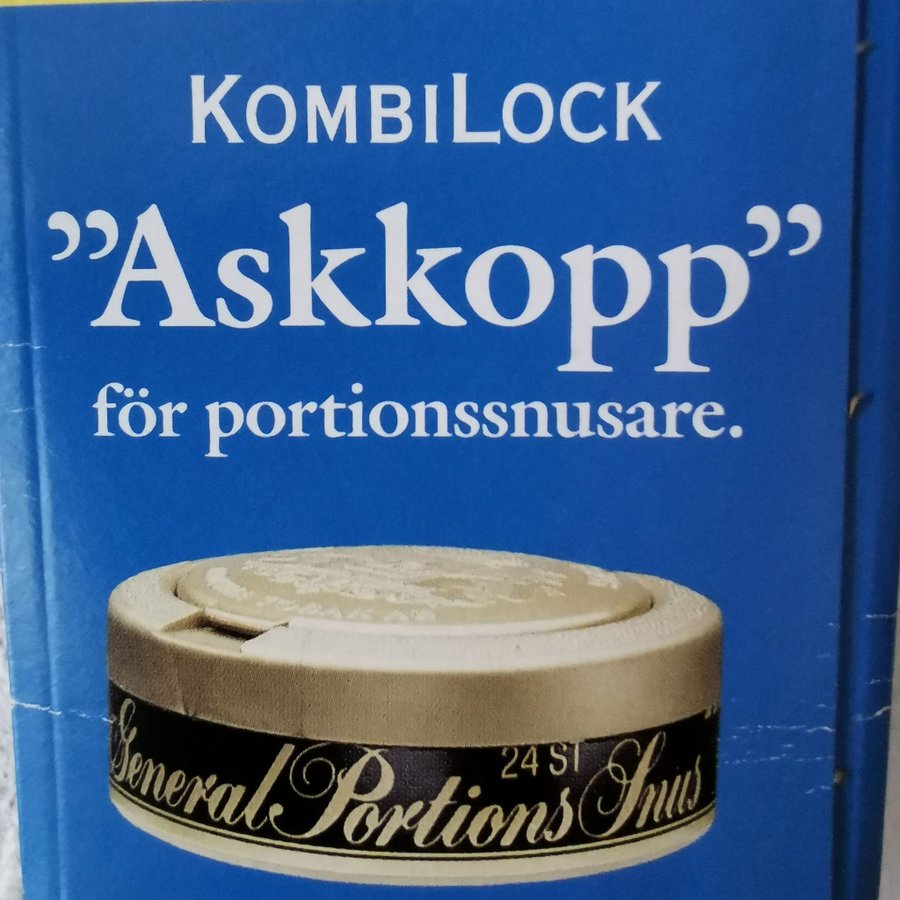 KOMBILOCK
”Askkopp”
för portionssnusare.
24 ST
General Portions Snus